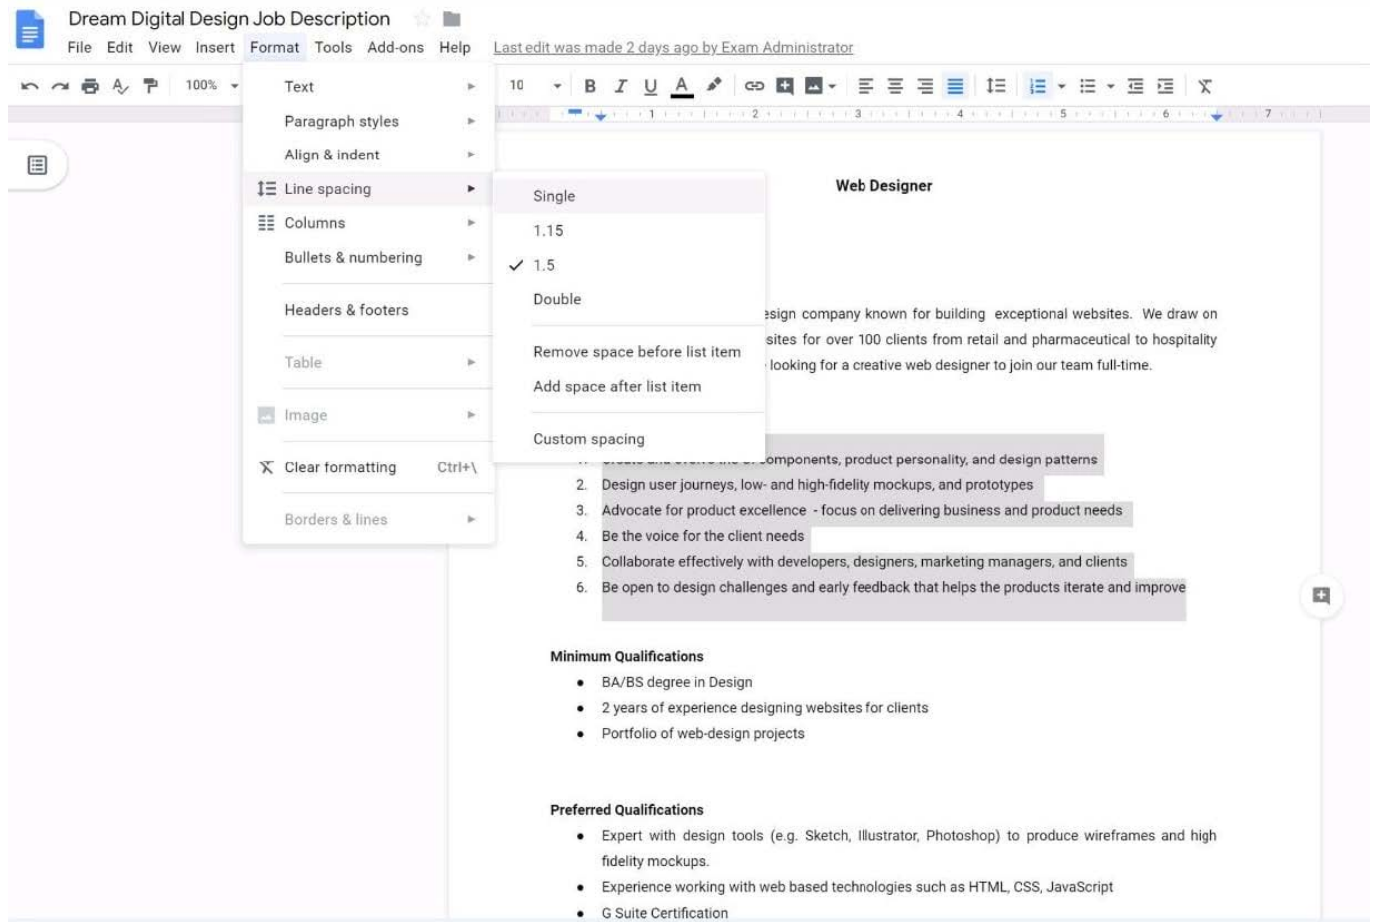 Dream Digital Design Job Description
File Edit View Insert Format Tools Add-ons Help Last edit was made 2 days ago by Exam Administrator
100% 10 B I U A
1 2 3 4 5 6 7
Text
Paragraph styles
Align & indent
Line spacing
Columns
Bullets & numbering
Headers & footers
Table
Image
Clear formatting Ctrl+\
Borders & lines
Single
1.15
1.5
Double
Remove space before list item
Add space after list item
Custom spacing
Web Designer
esign company known for building exceptional websites. We draw on
sites for over 100 clients from retail and pharmaceutical to hospitality
looking for a creative web designer to join our team full-time.
components, product personality, and design patterns
2. Design user journeys, low- and high-fidelity mockups, and prototypes
3. Advocate for product excellence - focus on delivering business and product needs
4. Be the voice for the client needs
5. Collaborate effectively with developers, designers, marketing managers, and clients
6. Be open to design challenges and early feedback that helps the products iterate and improve
Minimum Qualifications
● BA/BS degree in Design
● 2 years of experience designing websites for clients
● Portfolio of web-design projects
Preferred Qualifications
● Expert with design tools (e.g. Sketch, Illustrator, Photoshop) to produce wireframes and high
fidelity mockups.
● Experience working with web based technologies such as HTML, CSS, JavaScript
● G Suite Certification